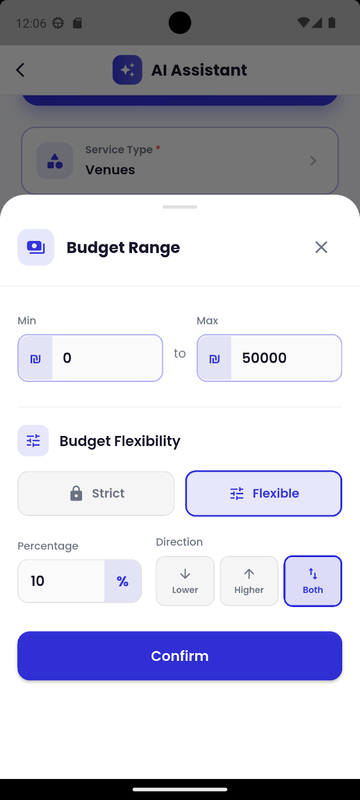 12:06
AI Assistant
Service Type *
Venues
Budget Range
Min
Max
₪ 0 to ₪ 50000
Budget Flexibility
Strict
Flexible
Percentage
Direction
10 %
Lower
Higher
Both
Confirm